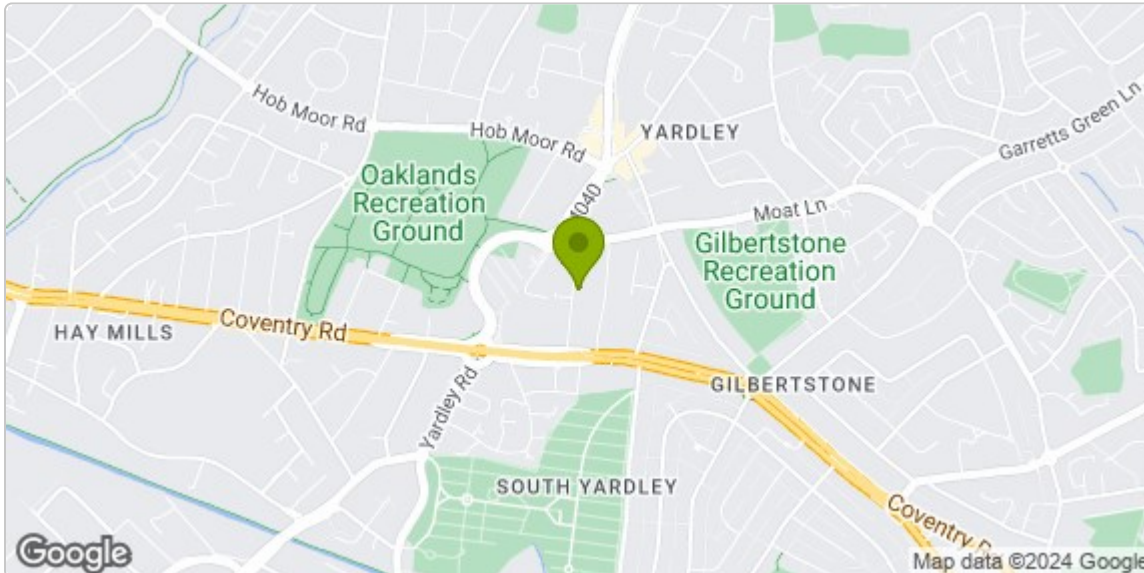 Hob Moor Rd
Hob Moor Rd
YARDLEY
Garretts Green Ln
Oaklands
Recreation
Ground
Moat Ln
Gilbertstone
Recreation
Ground
HAY MILLS
Coventry Rd
Yardley Rd
GILBERTSTONE
SOUTH YARDLEY
Coventry
Google
Map data ©2024 Google